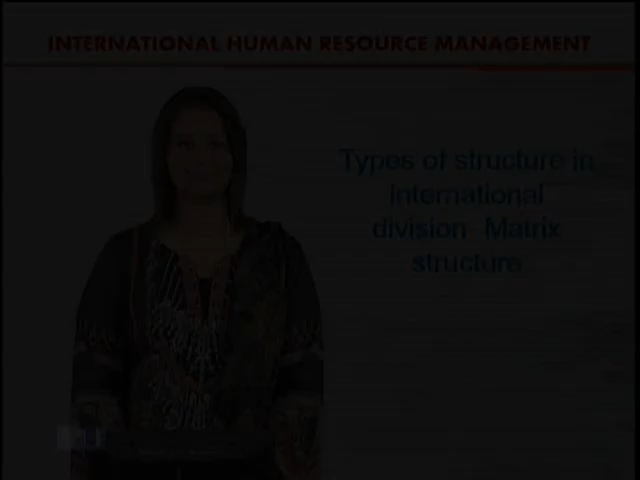 INTERNATIONAL HUMAN RESOURCE MANAGEMENT
Types of structure in
international
division Matrix
structure